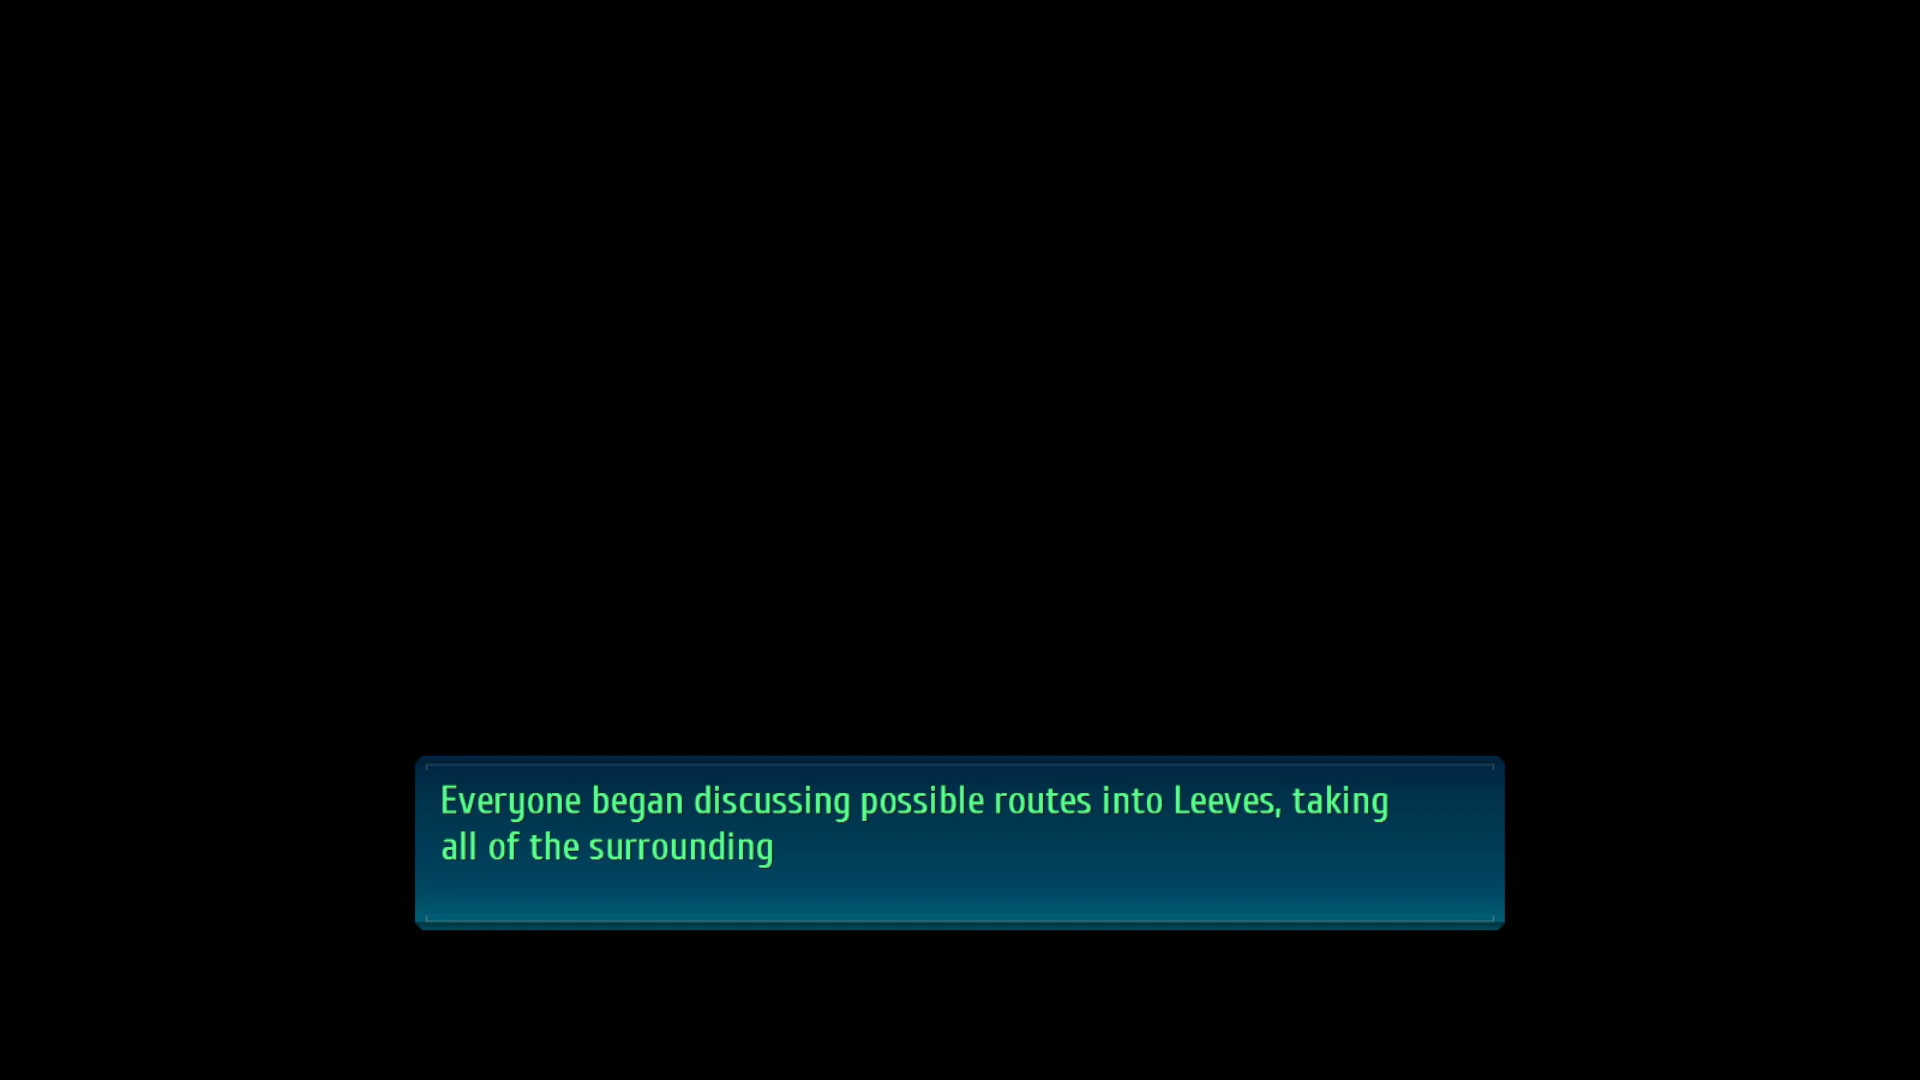 Everyone began discussing possible routes into Leeves, taking
all of the surrounding